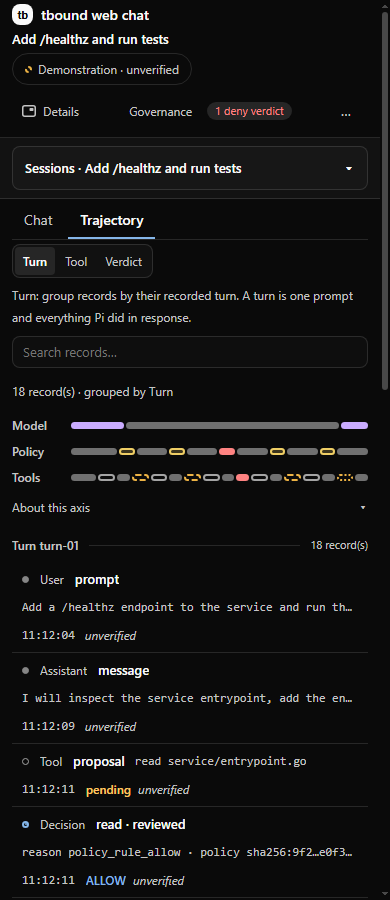 tb tbound web chat
Add /healthz and run tests
Demonstration · unverified
Details Governance 1 deny verdict ...
Sessions · Add /healthz and run tests
Chat Trajectory
Turn Tool Verdict
Turn: group records by their recorded turn. A turn is one prompt
and everything Pi did in response.
Search records...
18 record(s) · grouped by Turn
Model
Policy
Tools
About this axis
Turn turn-01 18 record(s)
User prompt
Add a /healthz endpoint to the service and run th…
11:12:04 unverified
Assistant message
I will inspect the service entrypoint, add the en…
11:12:09 unverified
Tool proposal read service/entrypoint.go
11:12:11 pending unverified
Decision read · reviewed
reason policy_rule_allow · policy sha256:9f2…e0f3…
11:12:11 ALLOW unverified